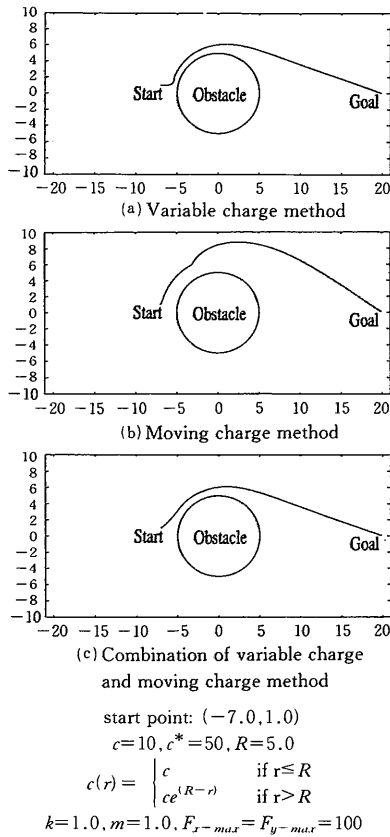 10
8
6
4
2
0
−2
−4
−6
−8
−10
Start
Obstacle
Goal
−20 −15 −10 −5 0 5 10 15 20
(a) Variable charge method
10
8
6
4
2
0
−2
−4
−6
−8
−10
Start
Obstacle
Goal
−20 −15 −10 −5 0 5 10 15 20
(b) Moving charge method
10
8
6
4
2
0
−2
−4
−6
−8
−10
Start
Obstacle
Goal
−20 −15 −10 −5 0 5 10 15 20
(c) Combination of variable charge
and moving charge method
start point: (−7.0,1.0)
c=10, c*=50, R=5.0
c(r) = { c if r≤R
ce^(R−r) if r>R
k=1.0, m=1.0, F_x−max=F_y−max=100